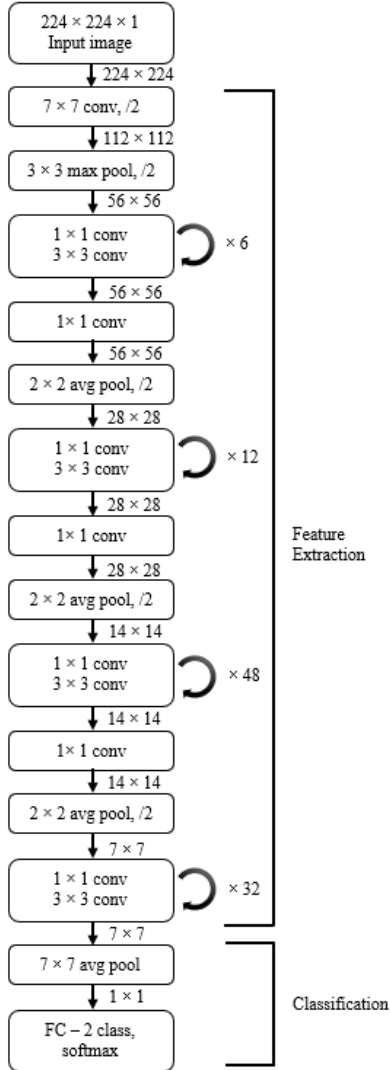 224 × 224 × 1
Input image
224 × 224
7 × 7 conv, /2
112 × 112
3 × 3 max pool, /2
56 × 56
1 × 1 conv
3 × 3 conv
× 6
56 × 56
1× 1 conv
56 × 56
2 × 2 avg pool, /2
28 × 28
1 × 1 conv
3 × 3 conv
× 12
28 × 28
1× 1 conv
28 × 28
2 × 2 avg pool, /2
14 × 14
1 × 1 conv
3 × 3 conv
× 48
14 × 14
1× 1 conv
14 × 14
2 × 2 avg pool, /2
7 × 7
1 × 1 conv
3 × 3 conv
× 32
Feature
Extraction
7 × 7
7 × 7 avg pool
1 × 1
FC – 2 class,
softmax
Classification